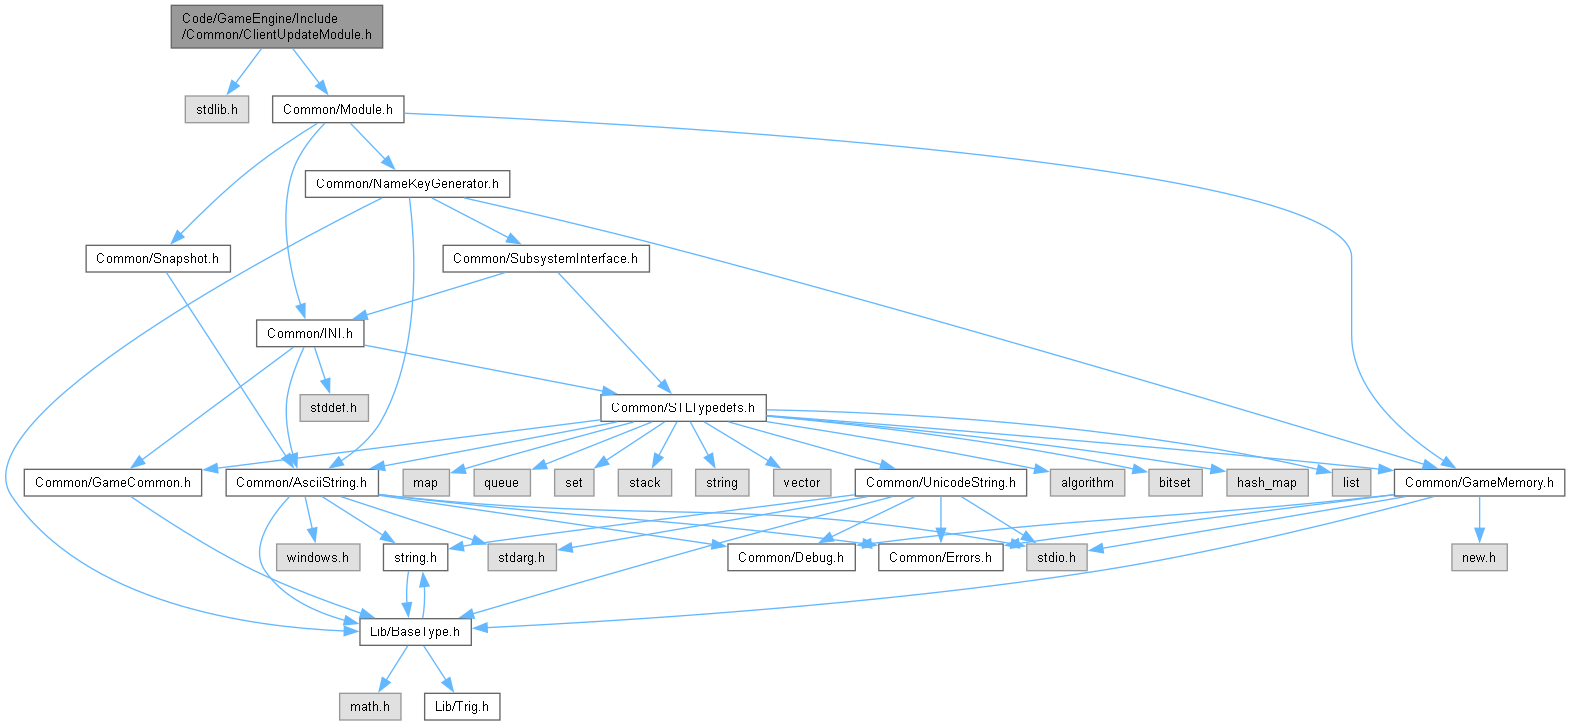 Code/GameEngine/Include
/Common/ClientUpdateModule.h
stdlib.h
Common/Module.h
Common/NameKeyGenerator.h
Common/Snapshot.h
Common/SubsystemInterface.h
Common/INI.h
stddef.h
Common/STLTypedefs.h
Common/GameCommon.h
Common/AsciiString.h
map
queue
set
stack
string
vector
Common/UnicodeString.h
algorithm
bitset
hash_map
list
Common/GameMemory.h
windows.h
string.h
stdarg.h
Common/Debug.h
Common/Errors.h
stdio.h
new.h
Lib/BaseType.h
math.h
Lib/Trig.h